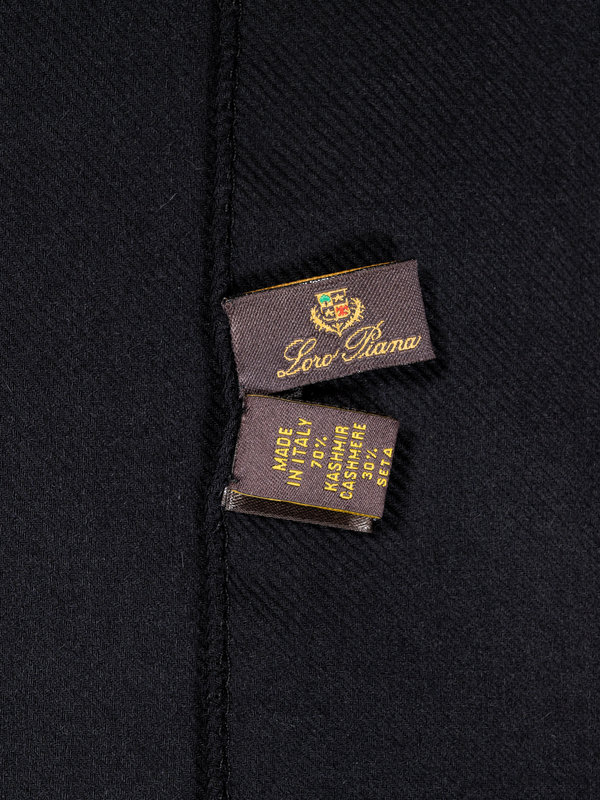 Loro Piana
MADE
IN ITALY
70%
KASHMIR
CASHMERE
30%
SETA